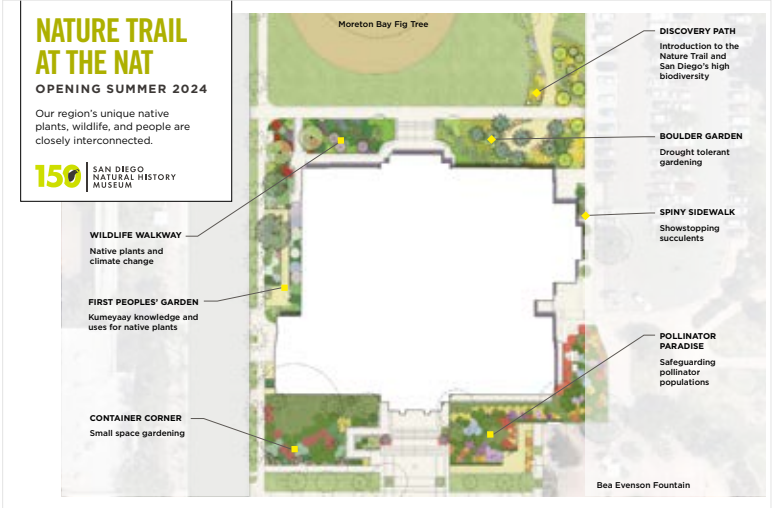 NATURE TRAIL
AT THE NAT
OPENING SUMMER 2024
Our region's unique native
plants, wildlife, and people are
closely interconnected.
150
SAN DIEGO
NATURAL HISTORY
MUSEUM
Moreton Bay Fig Tree
DISCOVERY PATH
Introduction to the
Nature Trail and
San Diego's high
biodiversity
BOULDER GARDEN
Drought tolerant
gardening
SPINY SIDEWALK
Showstopping
succulents
WILDLIFE WALKWAY
Native plants and
climate change
FIRST PEOPLES' GARDEN
Kumeyaay knowledge and
uses for native plants
POLLINATOR
PARADISE
Safeguarding
pollinator
populations
CONTAINER CORNER
Small space gardening
Bea Evenson Fountain